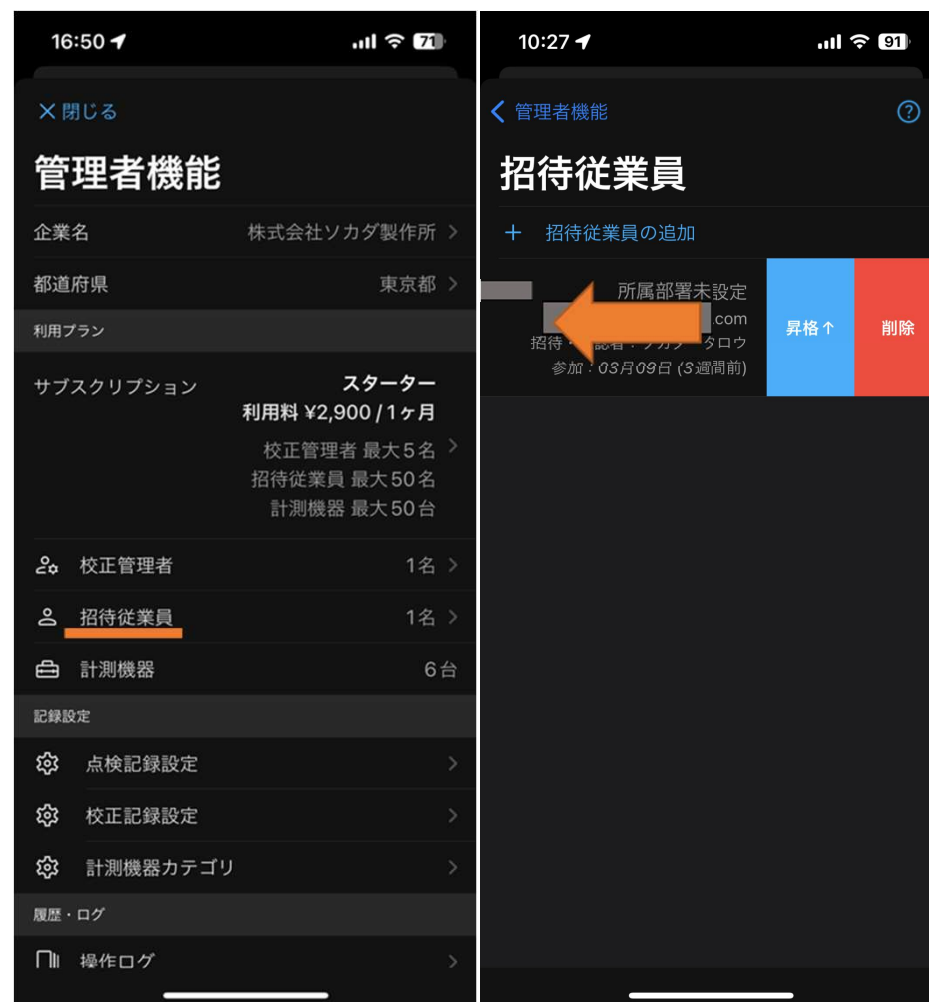 16:50
71
閉じる
管理者機能
企業名 株式会社ソカダ製作所
都道府県 東京都
利用プラン
サブスクリプション スターター
利用料 ¥2,900 / 1ヶ月
校正管理者 最大5名
招待従業員 最大50名
計測機器 最大50台
校正管理者 1名
招待従業員 1名
計測機器 6台
記録設定
点検記録設定
校正記録設定
計測機器カテゴリ
履歴・ログ
操作ログ
10:27
91
管理者機能
?
招待従業員
+ 招待従業員の追加
所属部署未設定
.com
招待・ 認者：ソカダ タロウ
参加：03月09日 (3週間前)
昇格↑
削除